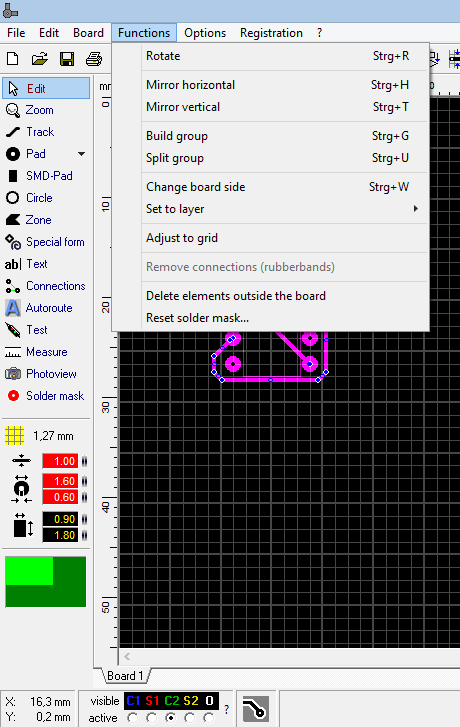 File Edit Board Functions Options Registration ?
Rotate Strg+R
Mirror horizontal Strg+H
Mirror vertical Strg+T
Build group Strg+G
Split group Strg+U
Change board side Strg+W
Set to layer
Adjust to grid
Remove connections (rubberbands)
Delete elements outside the board
Reset solder mask...
Edit
Zoom
Track
Pad
SMD-Pad
Circle
Zone
Special form
ab| Text
Connections
Autoroute
Test
Measure
Photoview
Solder mask
1,27 mm
1.00
1.60
0.60
0.90
1.80
mm
0
0
10
20
30
40
50
Board 1
X: 16,3 mm
Y: 0,2 mm
visible C1 S1 C2 S2 O
active
?